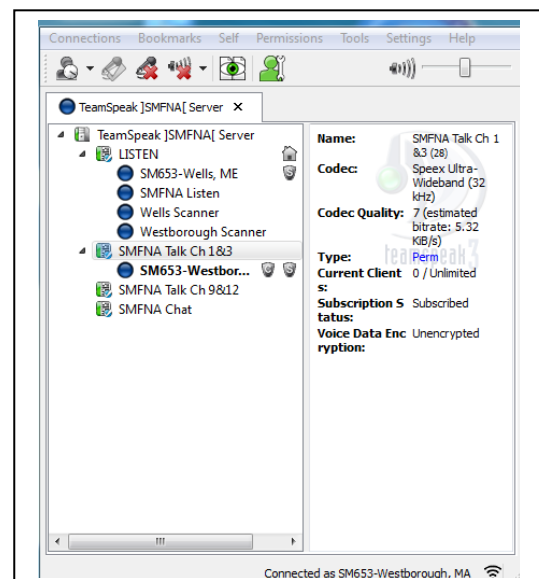 Connections Bookmarks Self Permissions Tools Settings Help
TeamSpeak ]SMFNA[ Server X
TeamSpeak ]SMFNA[ Server
LISTEN
SM653-Wells, ME
S
SMFNA Listen
Wells Scanner
Westborough Scanner
SMFNA Talk Ch 1&3
SM653-Westbor...
C S
SMFNA Talk Ch 9&12
SMFNA Chat
Name: SMFNA Talk Ch 1
&3 (28)
Codec: Speex Ultra-
Wideband (32
kHz)
Codec Quality: 7 (estimated
bitrate: 5.32
KiB/s)
Type: Perm
teamspeak 3
Current Client 0 / Unlimited
s:
Subscription S Subscribed
tatus:
Voice Data Enc Unencrypted
ryption:
Connected as SM653-Westborough, MA